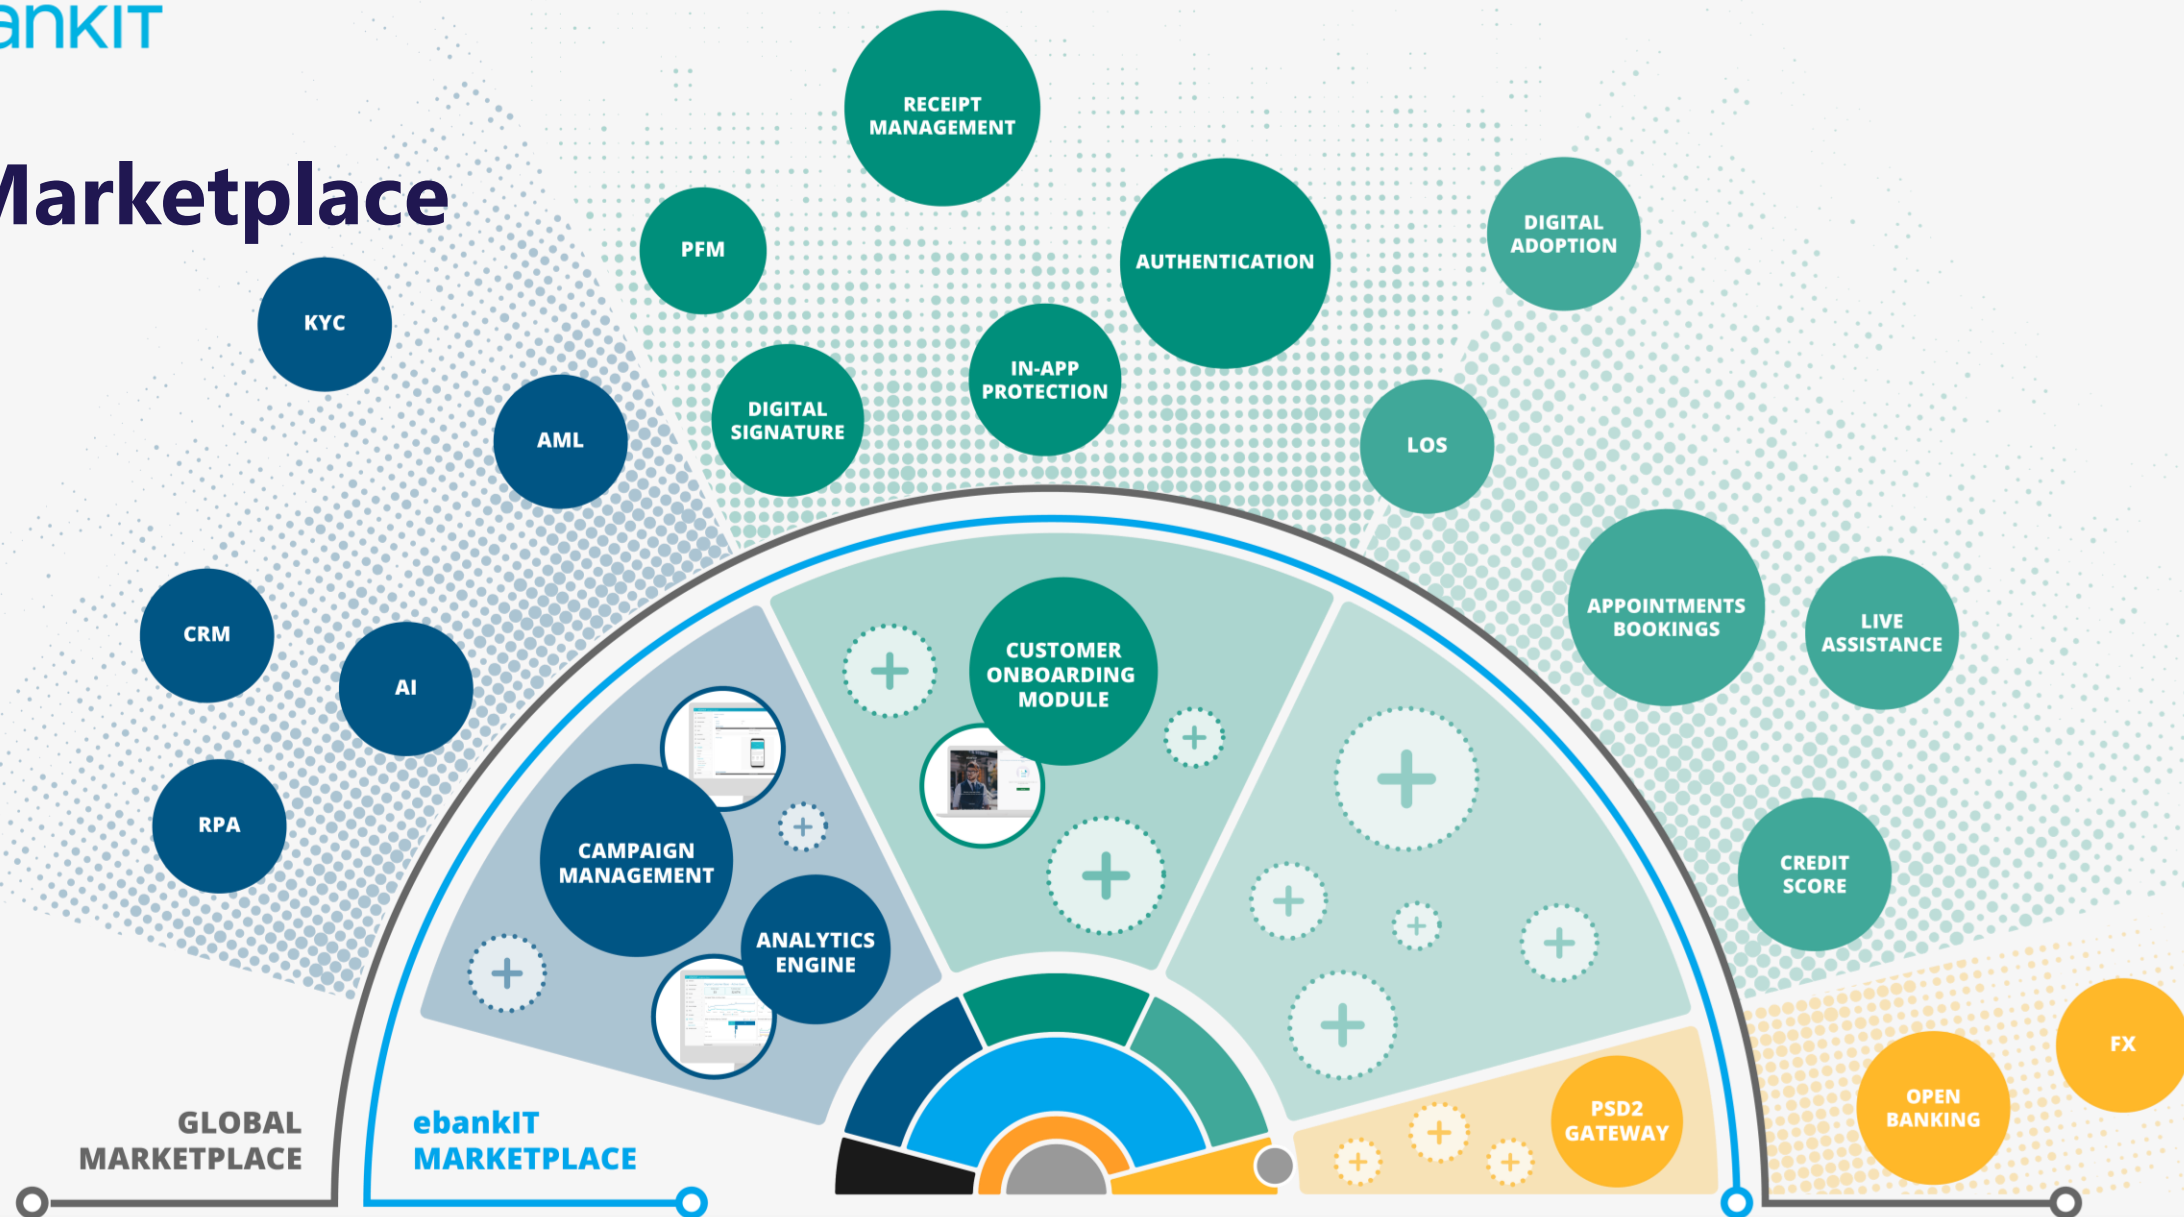 ankIT
Marketplace
RECEIPT
MANAGEMENT
PFM
AUTHENTICATION
DIGITAL
ADOPTION
KYC
IN-APP
PROTECTION
DIGITAL
SIGNATURE
AML
LOS
CRM
AI
RPA
APPOINTMENTS
BOOKINGS
LIVE
ASSISTANCE
CREDIT
SCORE
CUSTOMER
ONBOARDING
MODULE
CAMPAIGN
MANAGEMENT
ANALYTICS
ENGINE
PSD2
GATEWAY
OPEN
BANKING
FX
GLOBAL
MARKETPLACE
ebankIT
MARKETPLACE